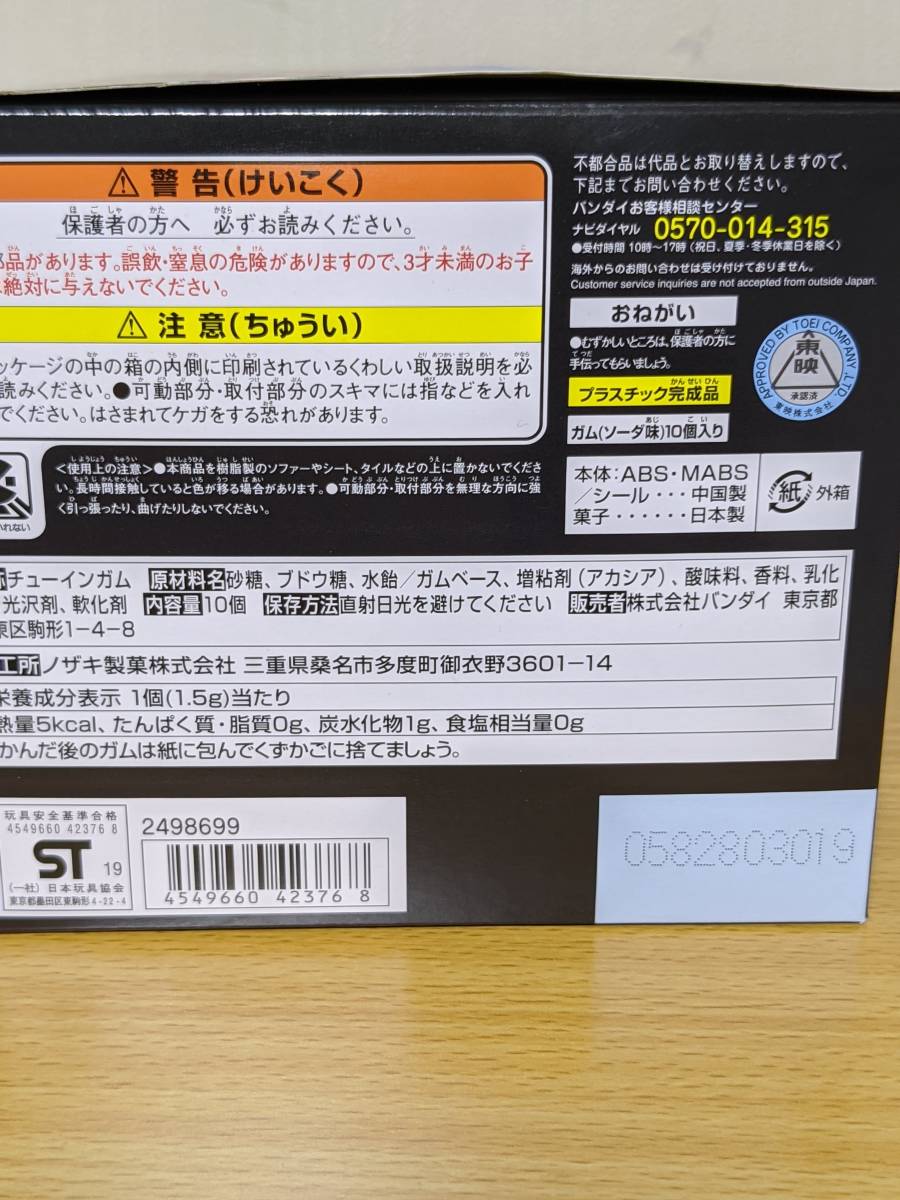 警告(けいこく)
保護者の方へ 必ずお読みください。
部品があります。誤飲・窒息の危険がありますので、3才未満のお子
絶対に与えないでください。
注意(ちゅうい)
ッケージの中の箱の内側に印刷されているくわしい取扱説明を必
読みください。●可動部分・取付部分のスキマには指などを入れ
でください。はさまれてケガをする恐れがあります。
<使用上の注意>●本商品を樹脂製のソファーやシート、タイルなどの上に置かないでくださ
い。長時間接触していると色が移る場合があります。●可動部分・取付部分を無理な方向に強
く引っ張ったり、曲げたりしないでください。
いれない
不都合品は代品とお取り替えしますので、
下記までお問い合わせください。
バンダイお客様相談センター
ナビダイヤル 0570-014-315
●受付時間 10時〜17時(祝日、夏季・冬季休業日を除く)
海外からのお問い合わせは受け付けておりません。
Customer service inquiries are not accepted from outside Japan.
おねがい
●むずかしいところは、保護者の方に
手伝ってもらいましょう。
プラスチック完成品
ガム(ソーダ味)10個入り
APPROVED BY TOEI COMPANY ,LTD.
東映
承認済
東映株式会社
本体:ABS・MABS
/シール・・・中国製
菓子・・・・・・日本製
紙 外箱
称チューインガム 原材料名砂糖、ブドウ糖、水飴/ガムベース、増粘剤(アカシア)、酸味料、香料、乳化
光沢剤、軟化剤 内容量10個 保存方法直射日光を避けてください 販売者株式会社バンダイ 東京都
東区駒形1-4-8
工所ノザキ製菓株式会社 三重県桑名市多度町御衣野3601-14
栄養成分表示 1個(1.5g)当たり
熱量5kcal、たんぱく質・脂質0g、炭水化物1g、食塩相当量0g
かんだ後のガムは紙に包んでくずかごに捨てましょう。
玩具安全基準合格
4549660 42376 8
ST 19
(一社)日本玩具協会
東京都墨田区東駒形4-22-4
2498699
4549660 423768
0582803019